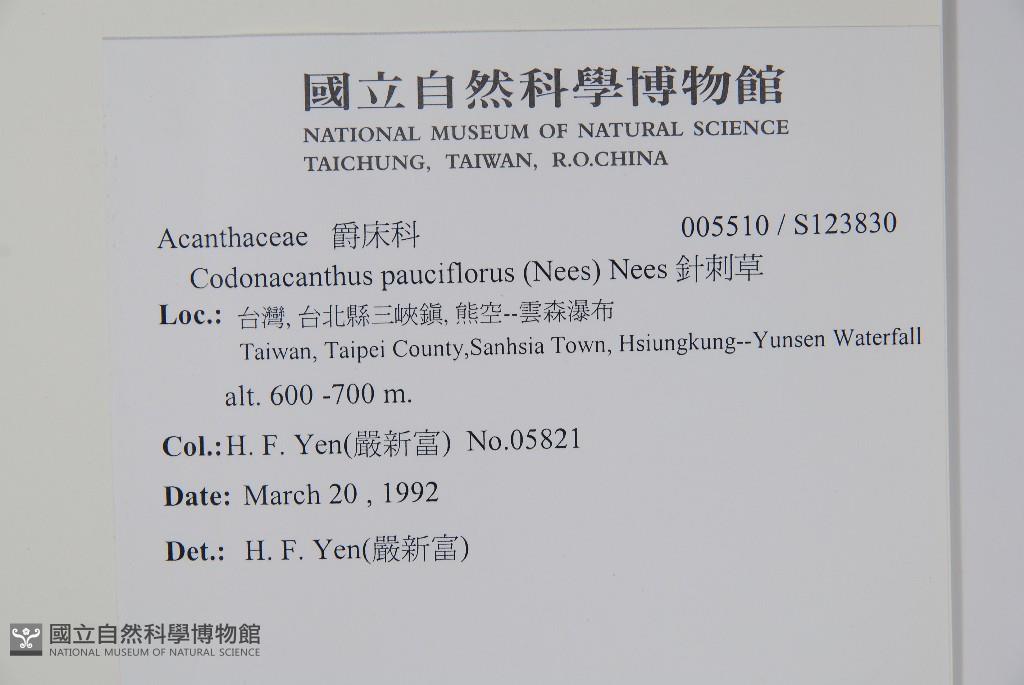 國立自然科學博物館
NATIONAL MUSEUM OF NATURAL SCIENCE
TAICHUNG, TAIWAN, R.O.CHINA
Acanthaceae 爵床科 005510 / S123830
Codonacanthus pauciflorus (Nees) Nees 針刺草
Loc.: 台灣, 台北縣三峽鎮, 熊空--雲森瀑布
Taiwan, Taipei County,Sanhsia Town, Hsiungkung--Yunsen Waterfall
alt. 600 -700 m.
Col.:H. F. Yen(嚴新富) No.05821
Date: March 20 , 1992
Det.: H. F. Yen(嚴新富)
國立自然科學博物館
NATIONAL MUSEUM OF NATURAL SCIENCE